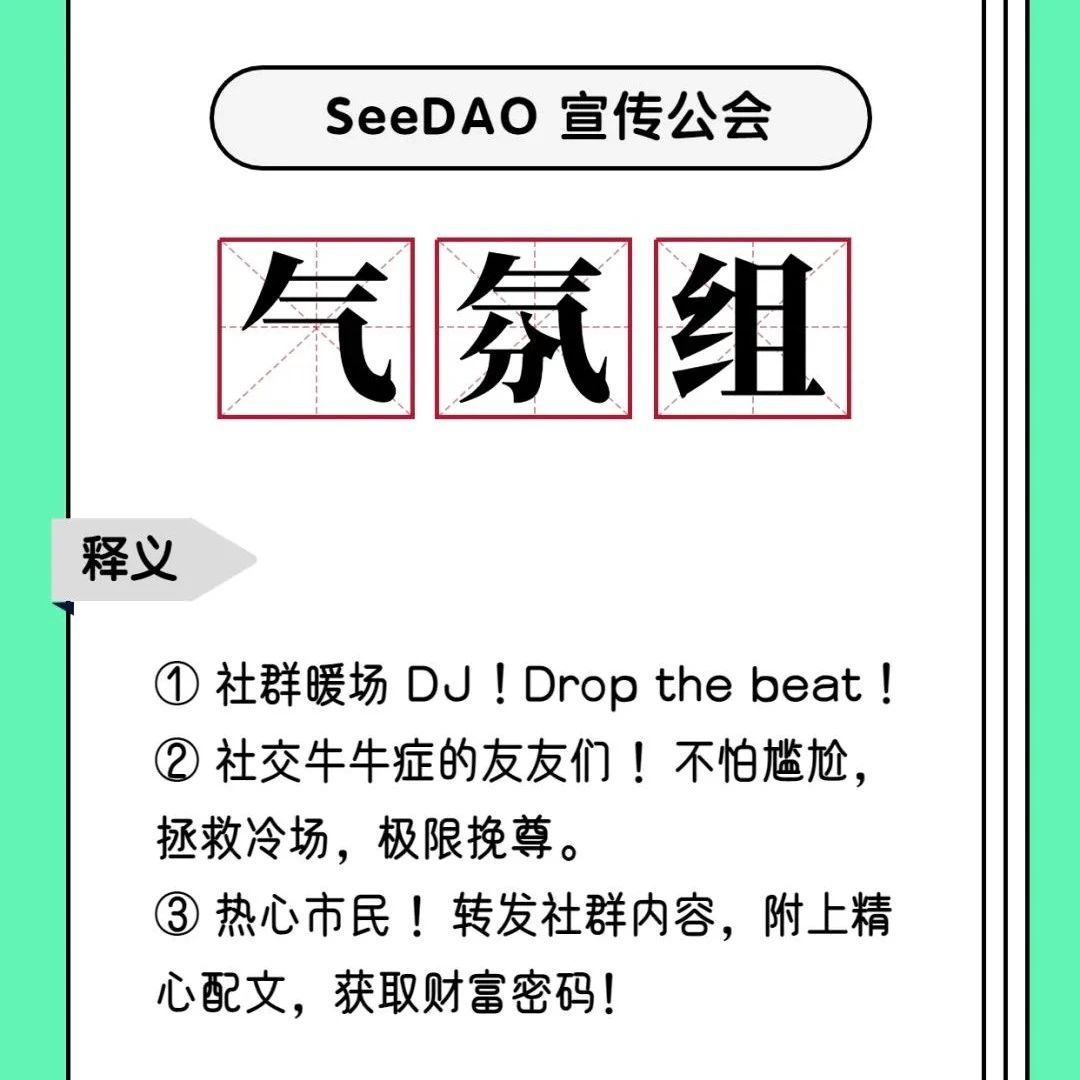 SeeDAO 宣传公会
气氛组
释义
① 社群暖场 DJ！Drop the beat！
② 社交牛牛症的友友们！ 不怕尴尬，
拯救冷场，极限挽尊。
③ 热心市民！ 转发社群内容，附上精
心配文，获取财富密码！